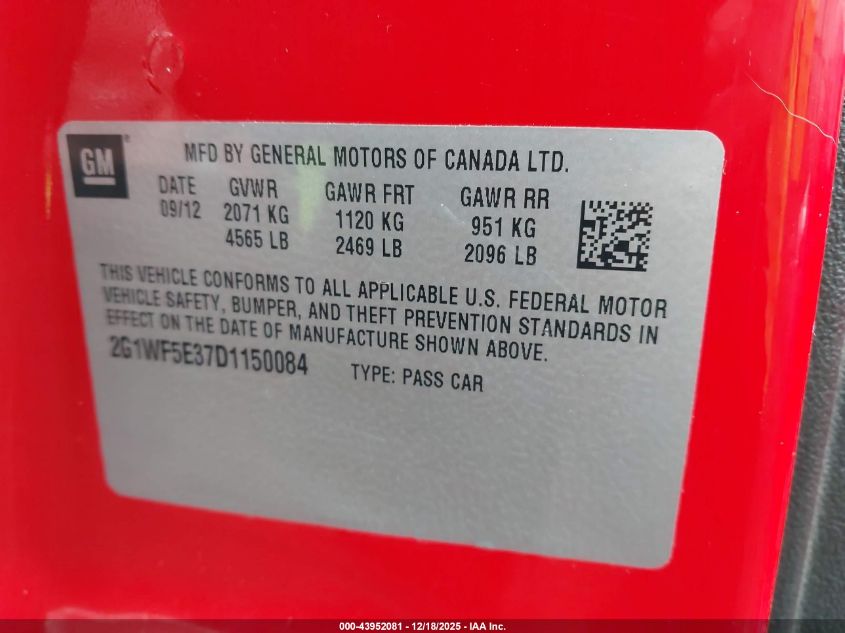 GM
MFD BY GENERAL MOTORS OF CANADA LTD.
DATE GVWR GAWR FRT GAWR RR
09/12 2071 KG 1120 KG 951 KG
4565 LB 2469 LB 2096 LB
THIS VEHICLE CONFORMS TO ALL APPLICABLE U.S. FEDERAL MOTOR
VEHICLE SAFETY, BUMPER, AND THEFT PREVENTION STANDARDS IN
EFFECT ON THE DATE OF MANUFACTURE SHOWN ABOVE.
2G1WF5E37D1150084 TYPE: PASS CAR
000-43952081 - 12/18/2025 - IAA Inc.